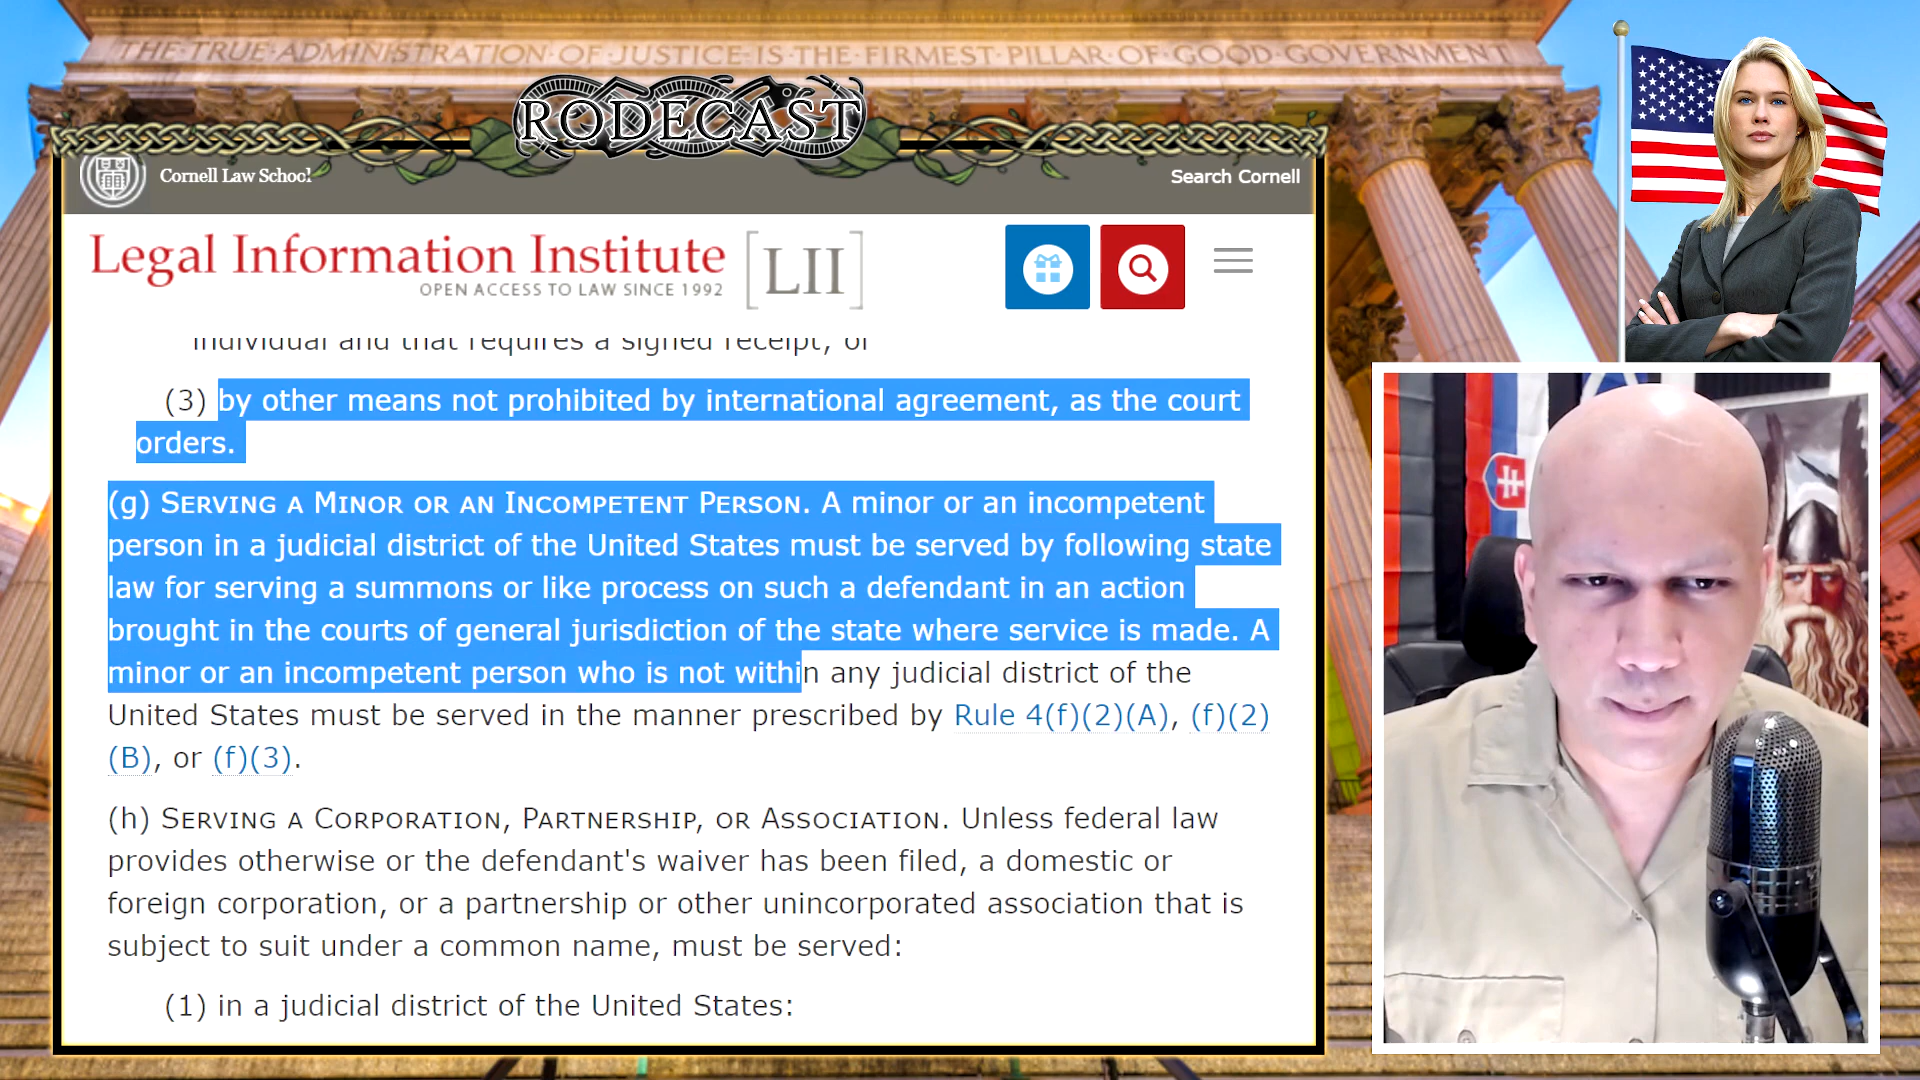 THE·TRUE·ADMINISTRATION·OF·JUSTICE·IS·THE·FIRMEST·PILLAR·OF·GOOD·GOVERNMENT
RODECAST
Cornell Law School
Search Cornell
Legal Information Institute [LII]
OPEN ACCESS TO LAW SINCE 1992
individual and that requires a signed receipt; or
(3) by other means not prohibited by international agreement, as the court
orders.
(g) SERVING A MINOR OR AN INCOMPETENT PERSON. A minor or an incompetent
person in a judicial district of the United States must be served by following state
law for serving a summons or like process on such a defendant in an action
brought in the courts of general jurisdiction of the state where service is made. A
minor or an incompetent person who is not within any judicial district of the
United States must be served in the manner prescribed by Rule 4(f)(2)(A), (f)(2)
(B), or (f)(3).
(h) SERVING A CORPORATION, PARTNERSHIP, OR ASSOCIATION. Unless federal law
provides otherwise or the defendant's waiver has been filed, a domestic or
foreign corporation, or a partnership or other unincorporated association that is
subject to suit under a common name, must be served:
(1) in a judicial district of the United States: